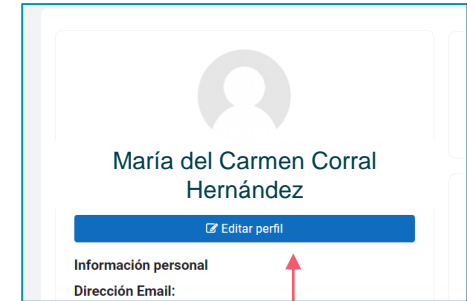 María del Carmen Corral
Hernández
Editar perfil
Información personal
Dirección Email: